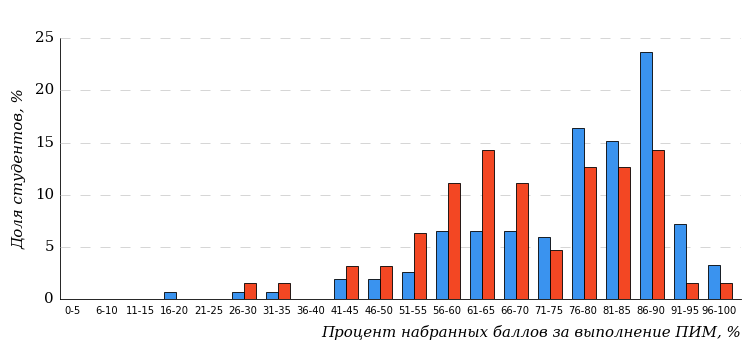 25
20
15
10
5
0
Доля студентов, %
0-5 6-10 11-15 16-20 21-25 26-30 31-35 36-40 41-45 46-50 51-55 56-60 61-65 66-70 71-75 76-80 81-85 86-90 91-95 96-100
Процент набранных баллов за выполнение ПИМ, %